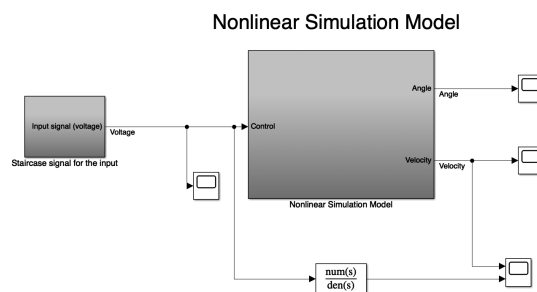 Nonlinear Simulation Model
Angle
Angle
Input signal (voltage)
Voltage
Control
Staircase signal for the input
Velocity
Velocity
Nonlinear Simulation Model
num(s)
den(s)